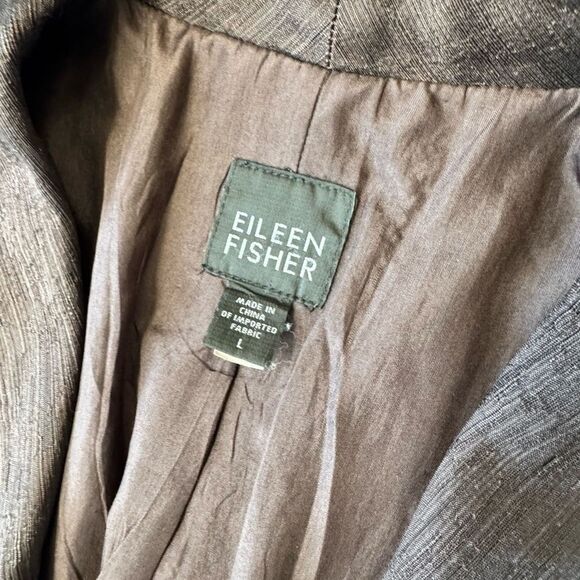 EILEEN
FISHER
MADE IN
CHINA
OF IMPORTED
FABRIC
L